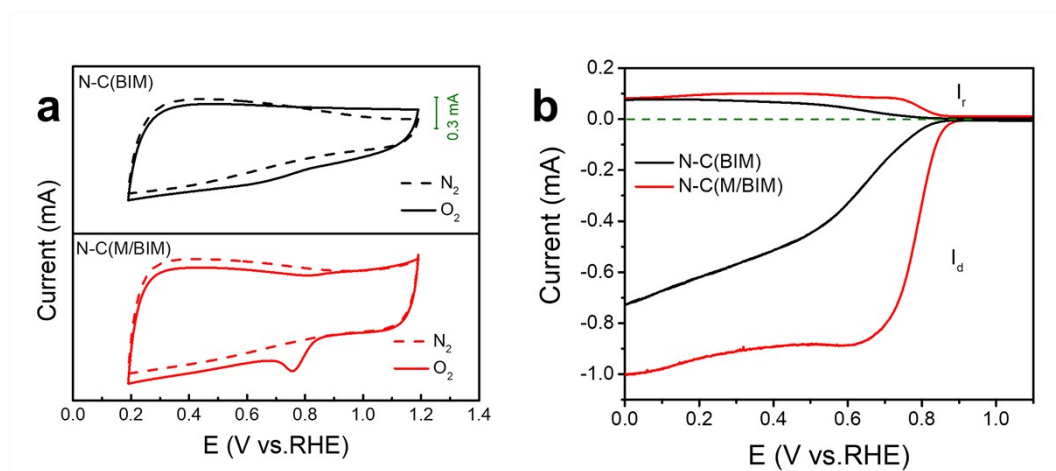 a
N-C(BIM)
0.3 mA
N₂
O₂
N-C(M/BIM)
N₂
O₂
Current (mA)
0.0 0.2 0.4 0.6 0.8 1.0 1.2 1.4
E (V vs.RHE)
b
0.2
0.0
-0.2
-0.4
-0.6
-0.8
-1.0
Current (mA)
I_r
N-C(BIM)
N-C(M/BIM)
I_d
0.0 0.2 0.4 0.6 0.8 1.0
E (V vs.RHE)